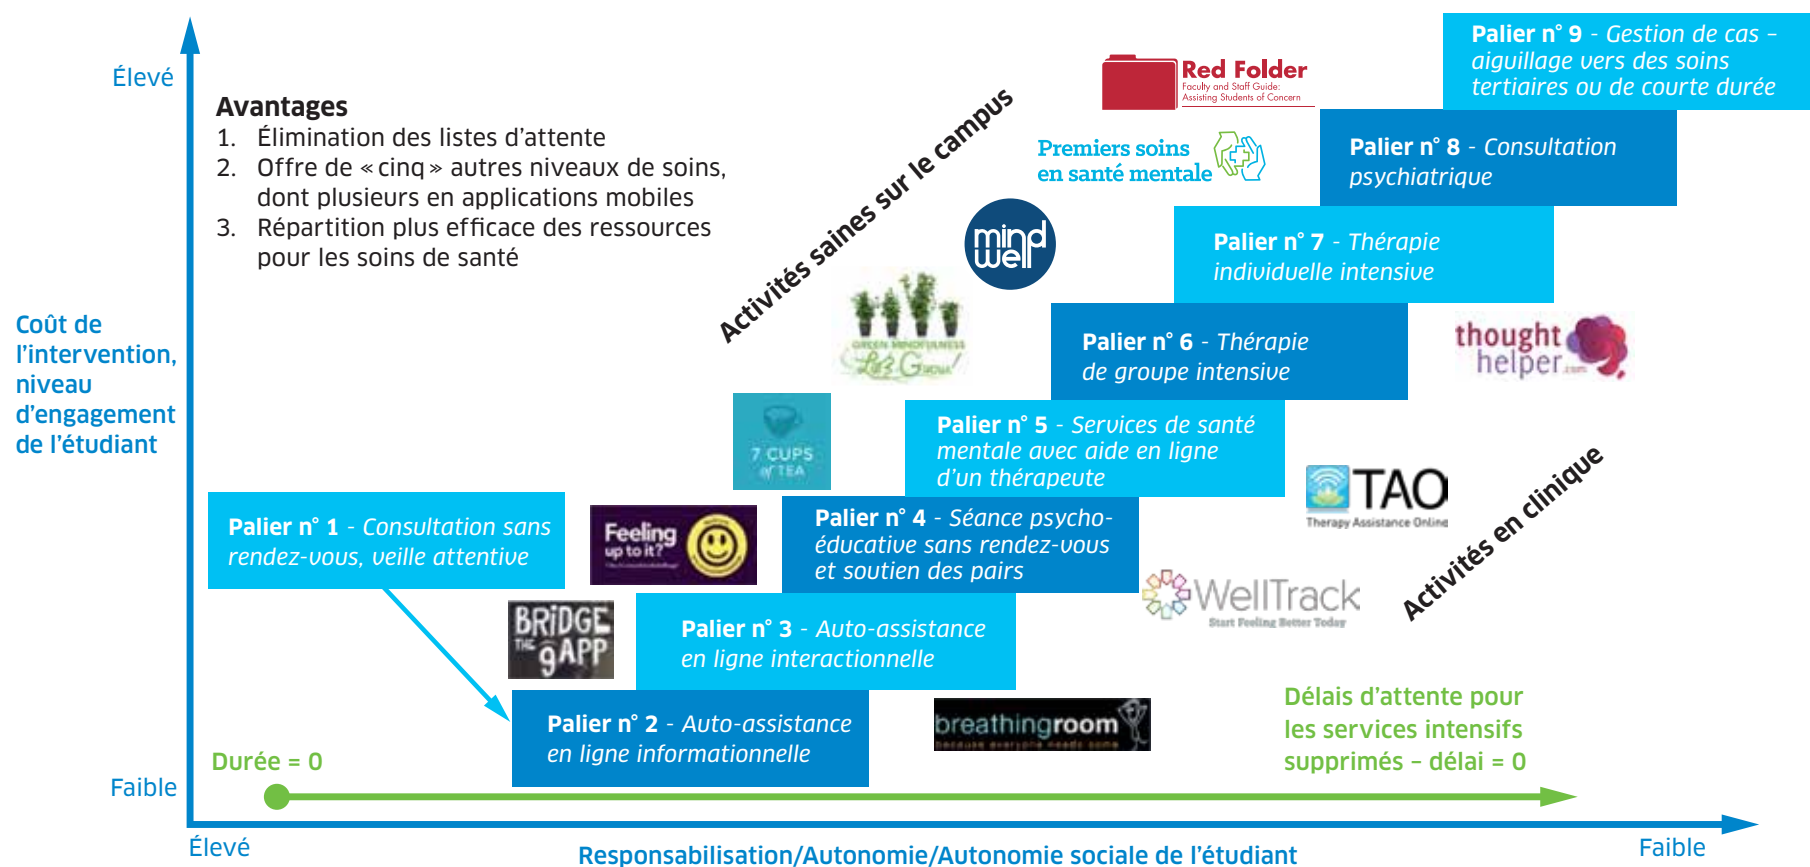 Élevé
Avantages
1. Élimination des listes d'attente
2. Offre de « cinq » autres niveaux de soins,
dont plusieurs en applications mobiles
3. Répartition plus efficace des ressources
pour les soins de santé
Coût de
l'intervention,
niveau
d'engagement
de l'étudiant
Activités saines sur le campus
Red Folder
Faculty and Staff Guide:
Assisting Students of Concern
Premiers soins
en santé mentale
mind
well
GREEN MINDFULNESS
7 CUPS
of TEA
Feeling
up to it?
BRiDGE
THE gAPP
Palier n° 9 - Gestion de cas –
aiguillage vers des soins
tertiaires ou de courte durée
Palier n° 8 - Consultation
psychiatrique
Palier n° 7 - Thérapie
individuelle intensive
Palier n° 6 - Thérapie
de groupe intensive
Palier n° 5 - Services de santé
mentale avec aide en ligne
d'un thérapeute
Palier n° 4 - Séance psycho-
éducative sans rendez-vous
et soutien des pairs
Palier n° 3 - Auto-assistance
en ligne interactionnelle
Palier n° 2 - Auto-assistance
en ligne informationnelle
Palier n° 1 - Consultation sans
rendez-vous, veille attentive
thought
helper.com
TAO
Therapy Assistance Online
WellTrack
Start Feeling Better Today
breathingroom
because everyone needs some
Activités en clinique
Durée = 0
Délais d'attente pour
les services intensifs
supprimés – délai = 0
Faible
Élevé
Responsabilisation/Autonomie/Autonomie sociale de l'étudiant
Faible